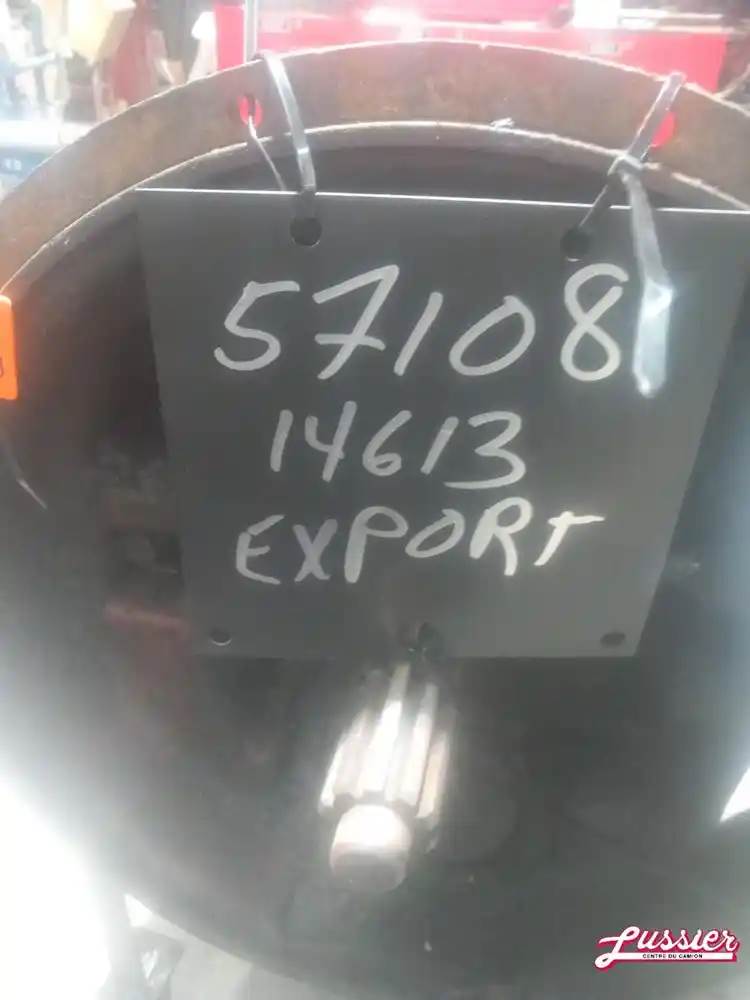 57108
14613
EXPORT
Lussier
CENTRE DU CAMION